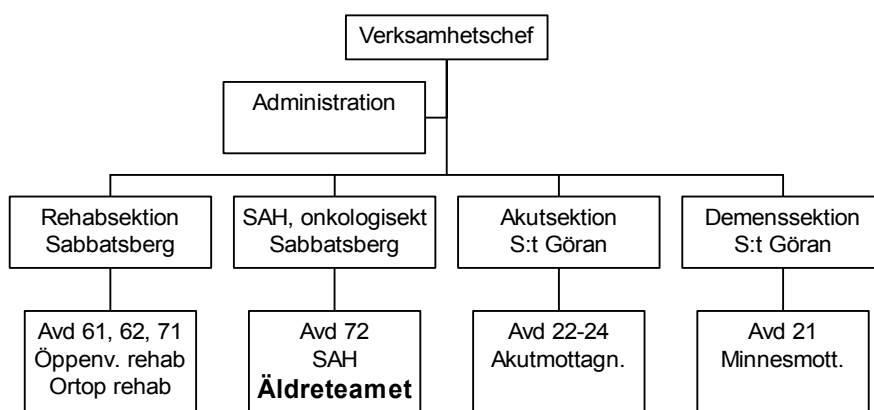 Verksamhetschef
Administration
Rehabsektion
Sabbatsberg
SAH, onkologisekt
Sabbatsberg
Akutsektion
S:t Göran
Demenssektion
S:t Göran
Avd 61, 62, 71
Öppenv. rehab
Ortop rehab
Avd 72
SAH
Äldreteamet
Avd 22-24
Akutmottagn.
Avd 21
Minnesmott.